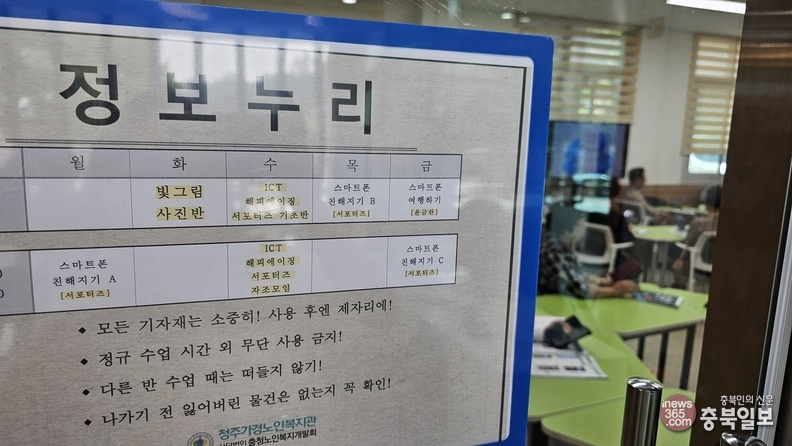 정보누리
월 화 수 목 금
빛그림 사진반
ICT 해피에이징 서포터즈 기초반
스마트폰 친해지기 B [서포터즈]
스마트폰 여행하기 [윤금란]
스마트폰 친해지기 A [서포터즈]
ICT 해피에이징 서포터즈 자조모임
스마트폰 친해지기 C [서포터즈]
◆ 모든 기자재는 소중히! 사용 후엔 제자리에!
◆ 정규 수업 시간 외 무단 사용 금지!
◆ 다른 반 수업 때는 떠들지 않기!
◆ 나가기 전 잃어버린 물건은 없는지 꼭 확인!
청주가경노인복지관
사단법인 충청노인복지개발회
inews365.com
충북인의 신문
충북일보